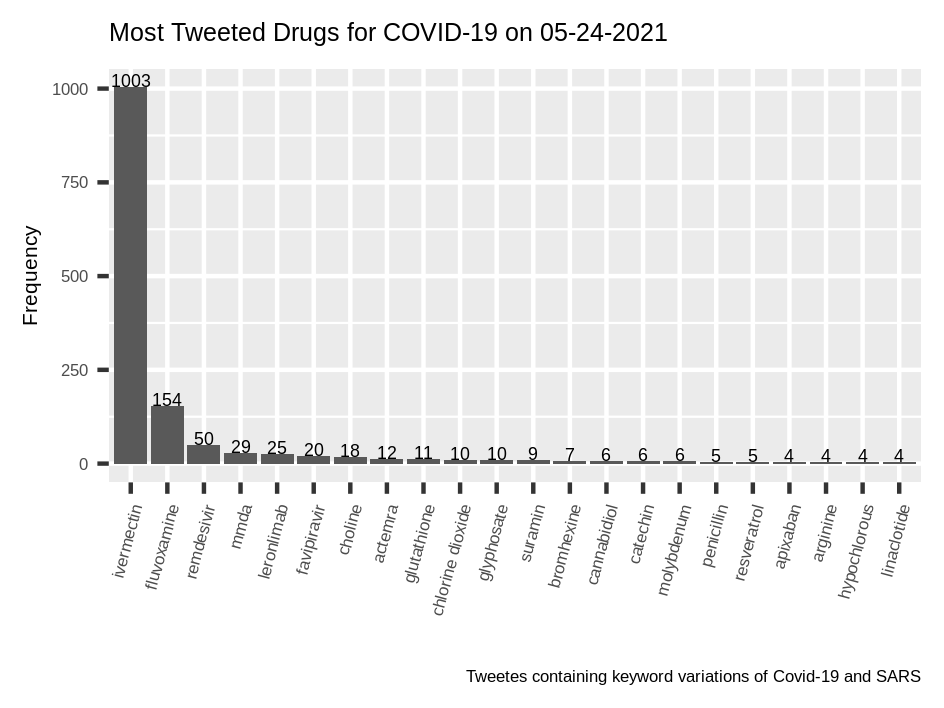 Most Tweeted Drugs for COVID-19 on 05-24-2021
Frequency
1000
750
500
250
0
1003
154
50
29
25
20
18
12
11
10
10
9
7
6
6
6
5
5
4
4
4
4
ivermectin
fluvoxamine
remdesivir
mmda
leronlimab
favipiravir
choline
actemra
glutathione
chlorine dioxide
glyphosate
suramin
bromhexine
cannabidiol
catechin
molybdenum
penicillin
resveratrol
apixaban
arginine
hypochlorous
linaclotide
Tweetes containing keyword variations of Covid-19 and SARS